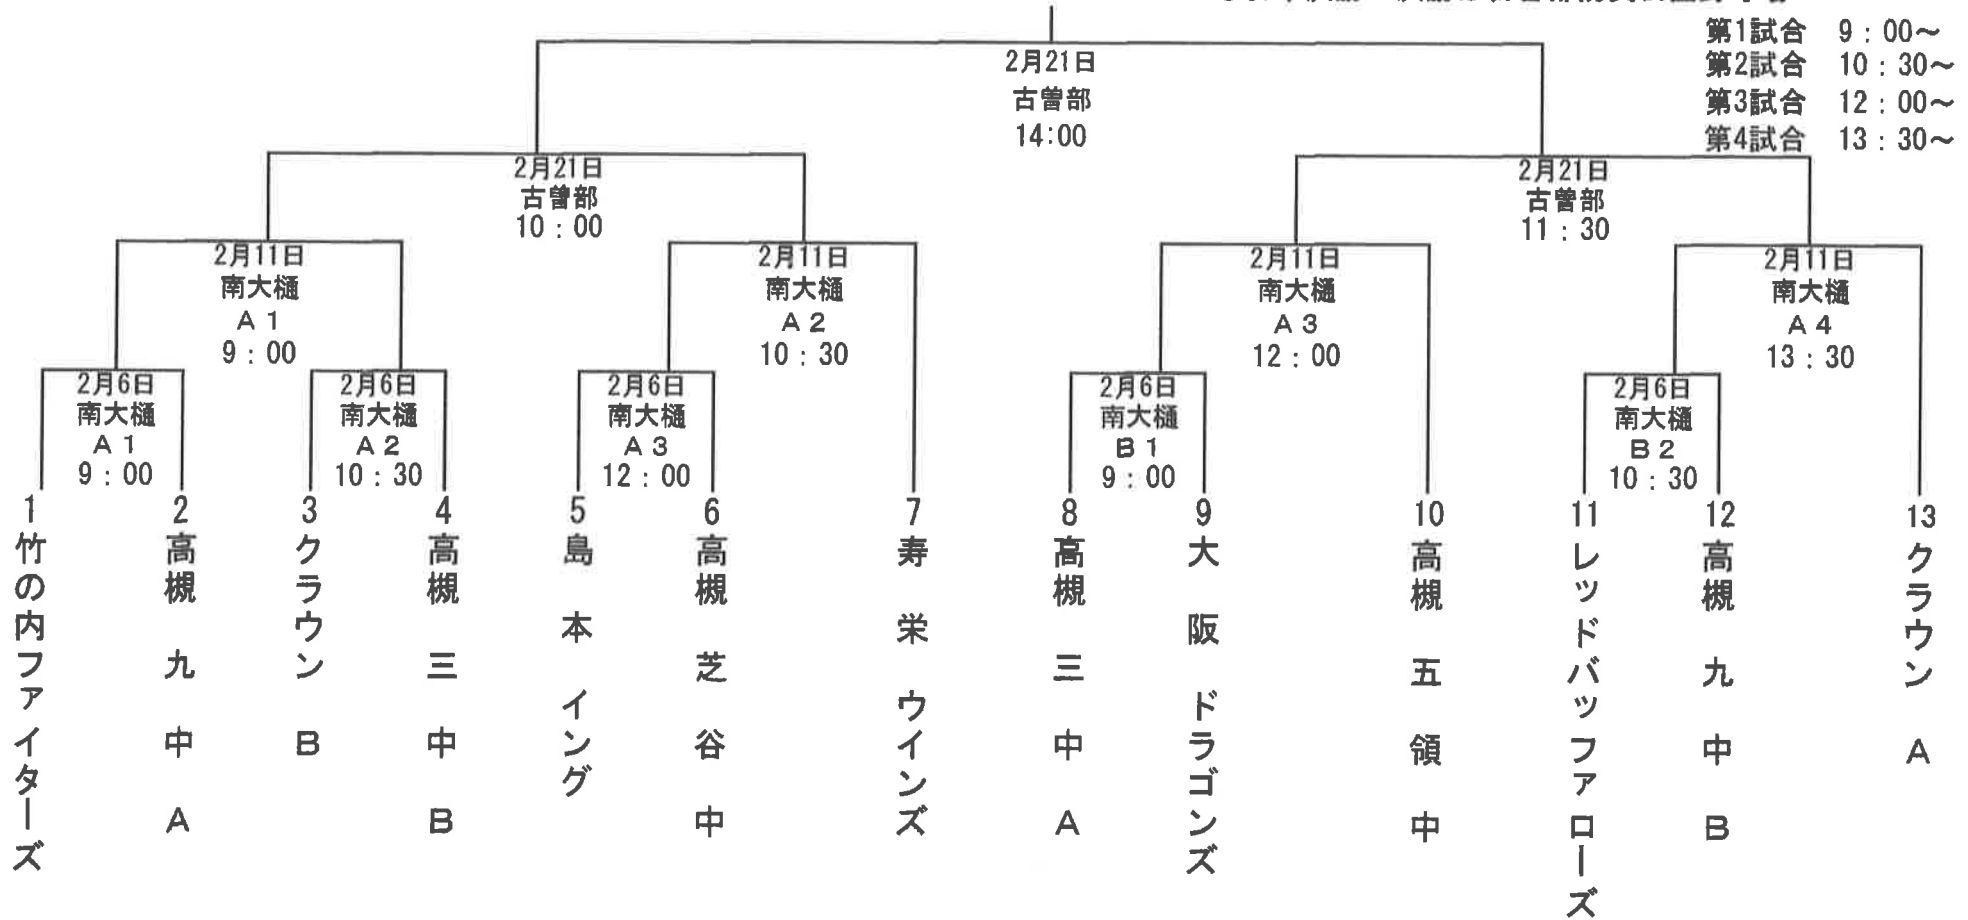 第1試合 9：00～
第2試合 10：30～
第3試合 12：00～
第4試合 13：30～
2月21日
古曽部
14:00
2月21日
古曽部
10：00
2月21日
古曽部
11：30
2月11日
南大樋
A1
9：00
2月11日
南大樋
A2
10：30
2月11日
南大樋
A3
12：00
2月11日
南大樋
A4
13：30
2月6日
南大樋
A1
9：00
2月6日
南大樋
A2
10：30
2月6日
南大樋
A3
12：00
2月6日
南大樋
B1
9：00
2月6日
南大樋
B2
10：30
1 竹の内ファイターズ
2 高槻九中A
3 クラウンB
4 高槻三中B
5 島本イング
6 高槻芝谷中
7 寿栄ウインズ
8 高槻三中A
9 大阪ドラゴンズ
10 高槻五領中
11 レッドバッファローズ
12 高槻九中B
13 クラウンA